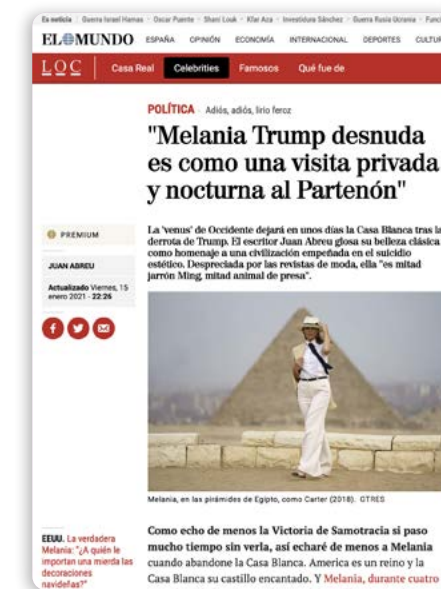 En noticia Guerra Israel Hamas Oscar Puente Shani Louk Kfar Aza Investidura Sánchez Guerra Rusia Ucrania
EL MUNDO ESPAÑA OPINIÓN ECONOMÍA INTERNACIONAL DEPORTES CULTUR
LOC Casa Real Celebrities Famosos Qué fue de
POLÍTICA Adiós, adiós, lirio feroz
"Melania Trump desnuda
es como una visita privada
y nocturna al Partenón"
PREMIUM
JUAN ABREU
Actualizado Viernes, 15
enero 2021 - 22:26
La 'venus' de Occidente dejará en unos días la Casa Blanca tras la
derrota de Trump. El escritor Juan Abreu glosa su belleza clásica
como homenaje a una civilización empeñada en el suicidio
estético. Despreciada por las revistas de moda, ella "es mitad
jarrón Ming, mitad animal de presa".
Melania, en las pirámides de Egipto, como Carter (2018). GTRES
EEUU. La verdadera
Melania: "¿A quién le
importan una mierda las
decoraciones
navideñas?"
Como echo de menos la Victoria de Samotracia si paso
mucho tiempo sin verla, así echaré de menos a Melania
cuando abandone la Casa Blanca. America es un reino y la
Casa Blanca su castillo encantado. Y Melania, durante cuatro